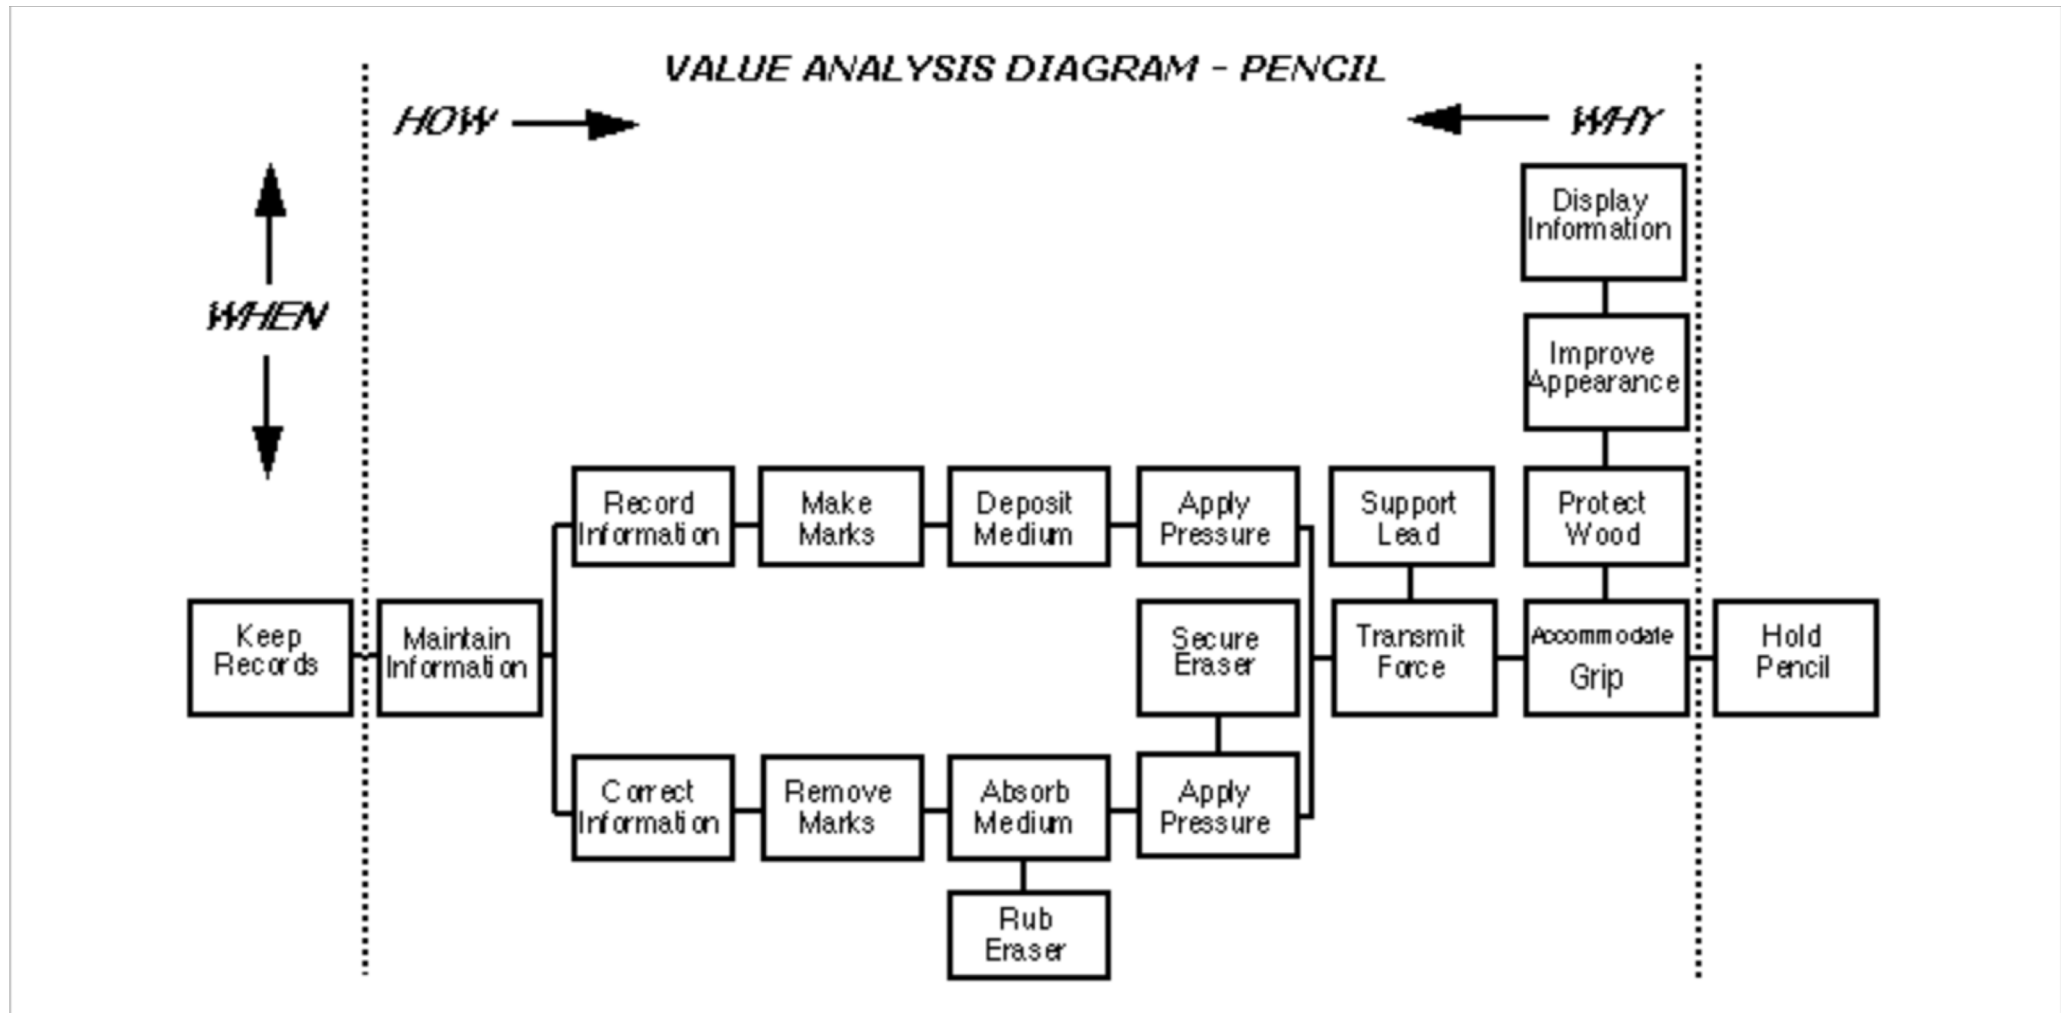 VALUE ANALYSIS DIAGRAM - PENCIL
HOW
WHY
WHEN
Display
Information
Improve
Appearance
Record
Information
Make
Marks
Deposit
Medium
Apply
Pressure
Support
Lead
Protect
Wood
Keep
Records
Maintain
Information
Secure
Eraser
Transmit
Force
Accommodate
Grip
Hold
Pencil
Correct
Information
Remove
Marks
Absorb
Medium
Apply
Pressure
Rub
Eraser